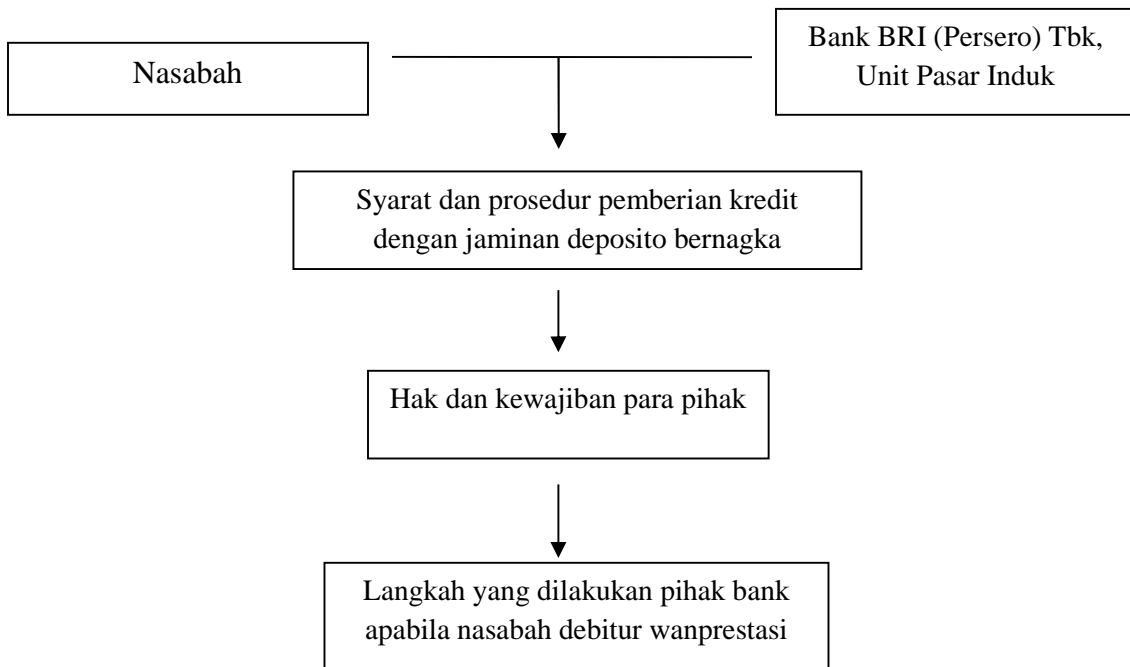 Nasabah
Bank BRI (Persero) Tbk,
Unit Pasar Induk
Syarat dan prosedur pemberian kredit
dengan jaminan deposito bernagka
Hak dan kewajiban para pihak
Langkah yang dilakukan pihak bank
apabila nasabah debitur wanprestasi